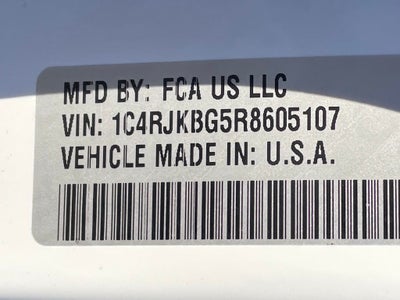 MFD BY: FCA US LLC
VIN: 1C4RJKBG5R8605107
VEHICLE MADE IN: U.S.A.